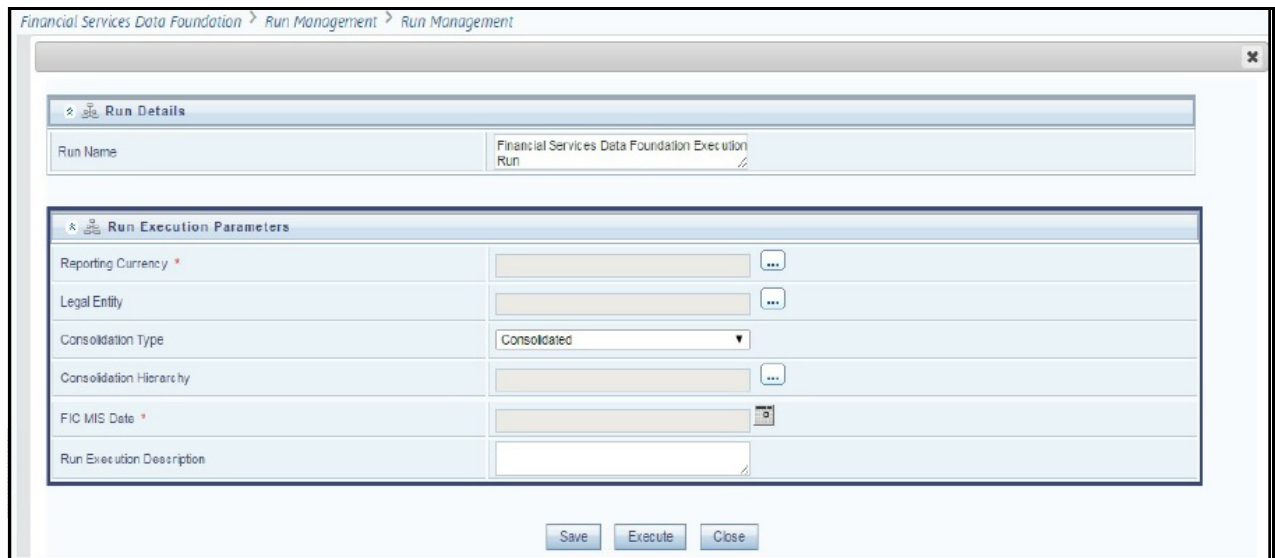 Financial Services Data Foundation > Run Management > Run Management
Run Details
Run Name
Financial Services Data Foundation Execution
Run
Run Execution Parameters
Reporting Currency *
...
Legal Entity
...
Consolidation Type
Consolidated
Consolidation Hierarchy
...
FIC MIS Date *
Run Execution Description
Save Execute Close